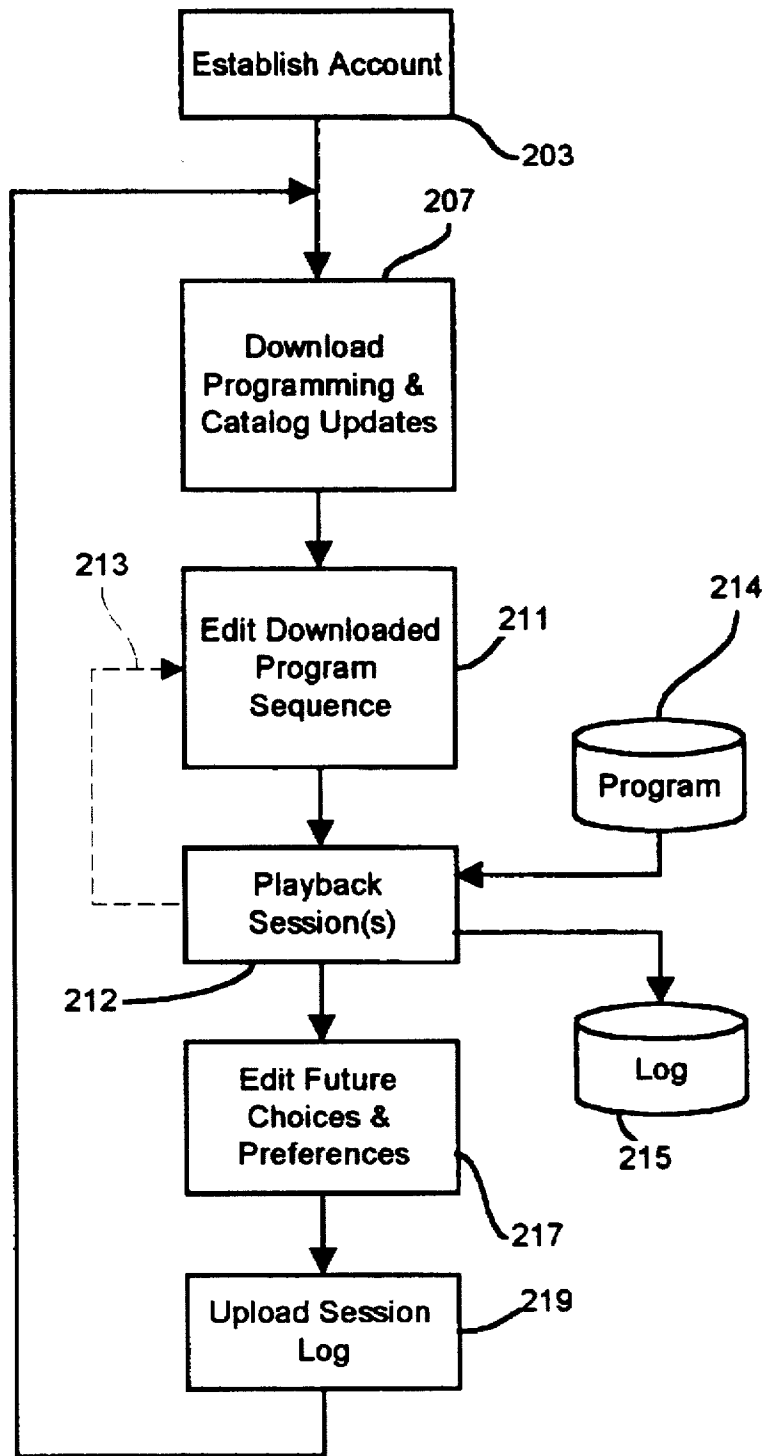 Establish Account
203
207
Download
Programming &
Catalog Updates
213
214
Edit Downloaded
Program
Sequence
211
Program
Playback
Session(s)
212
Log
215
Edit Future
Choices &
Preferences
217
Upload Session
Log
219